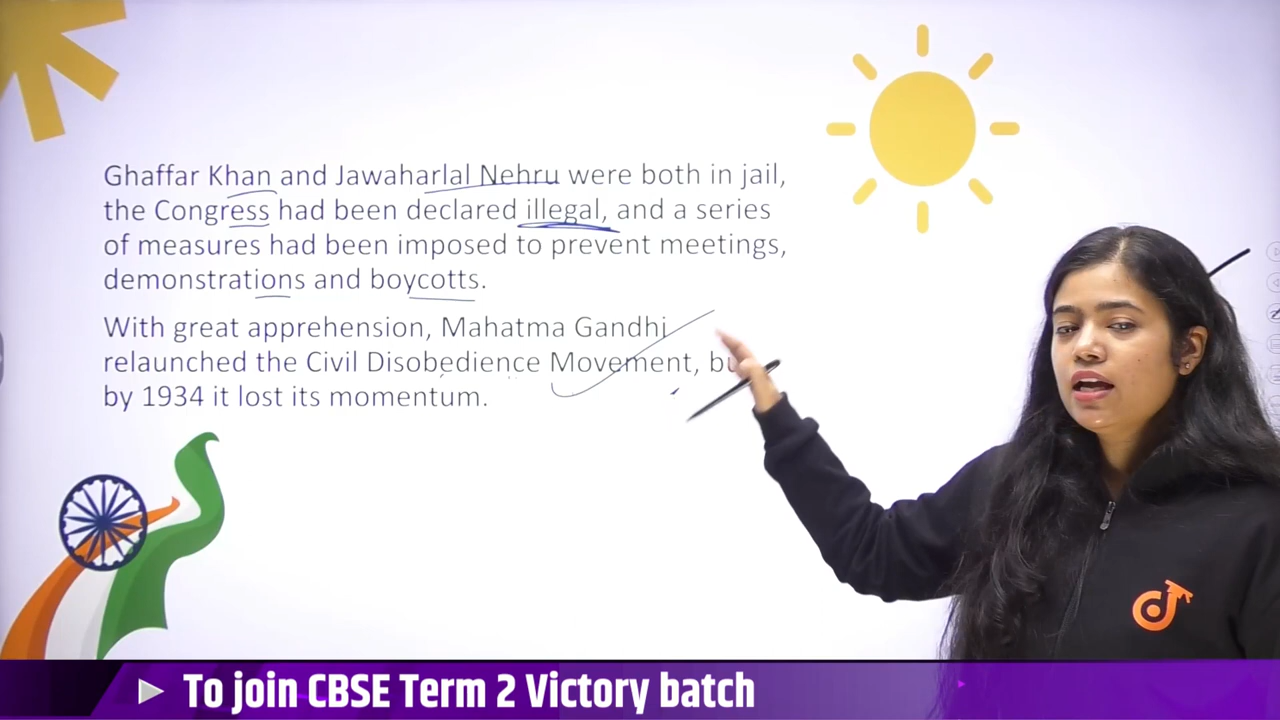 Ghaffar Khan and Jawaharlal Nehru were both in jail,
the Congress had been declared illegal, and a series
of measures had been imposed to prevent meetings,
demonstrations and boycotts.
With great apprehension, Mahatma Gandhi
relaunched the Civil Disobedience Movement,
by 1934 it lost its momentum.
To join CBSE Term 2 Victory batch